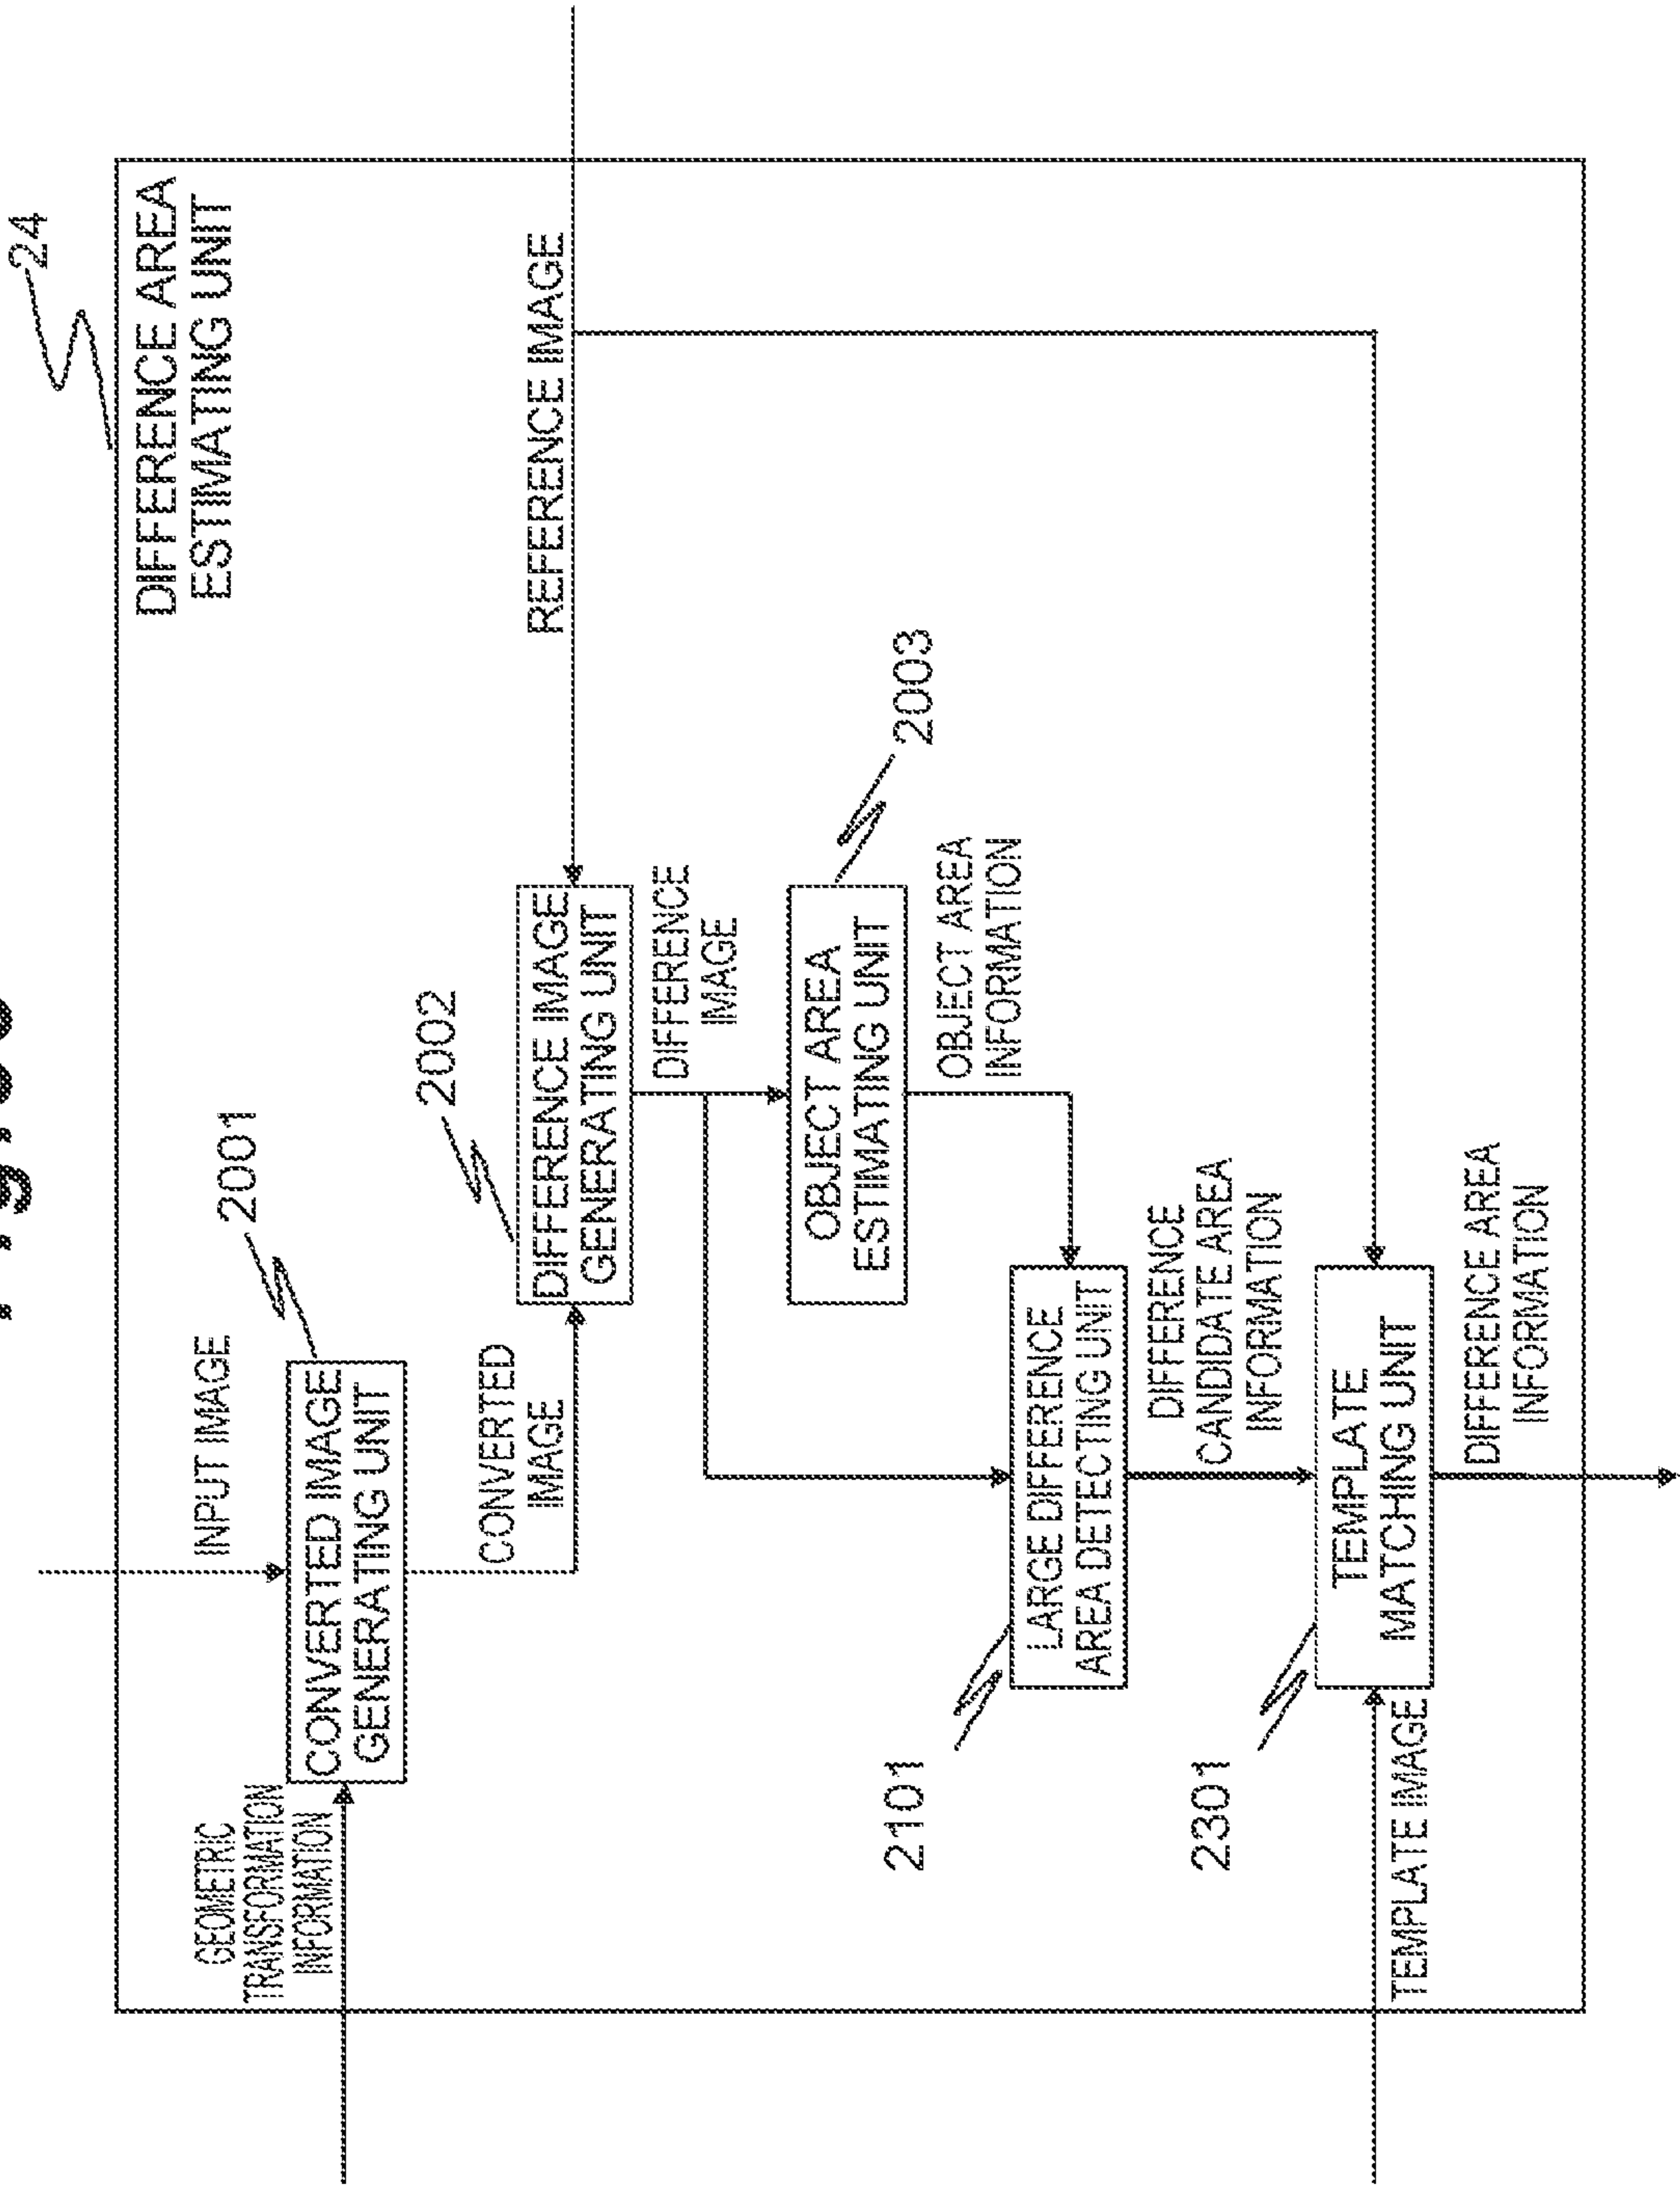 24
DIFFERENCE AREA
ESTIMATING UNIT
INPUT IMAGE
2001
GEOMETRIC
TRANSFORMATION
INFORMATION
CONVERTED IMAGE
GENERATING UNIT
2002
REFERENCE IMAGE
CONVERTED
IMAGE
DIFFERENCE IMAGE
GENERATING UNIT
DIFFERENCE
IMAGE
2003
OBJECT AREA
ESTIMATING UNIT
OBJECT AREA
INFORMATION
2101
LARGE DIFFERENCE
AREA DETECTING UNIT
DIFFERENCE
CANDIDATE AREA
INFORMATION
2301
TEMPLATE
MATCHING UNIT
TEMPLATE IMAGE
DIFFERENCE AREA
INFORMATION